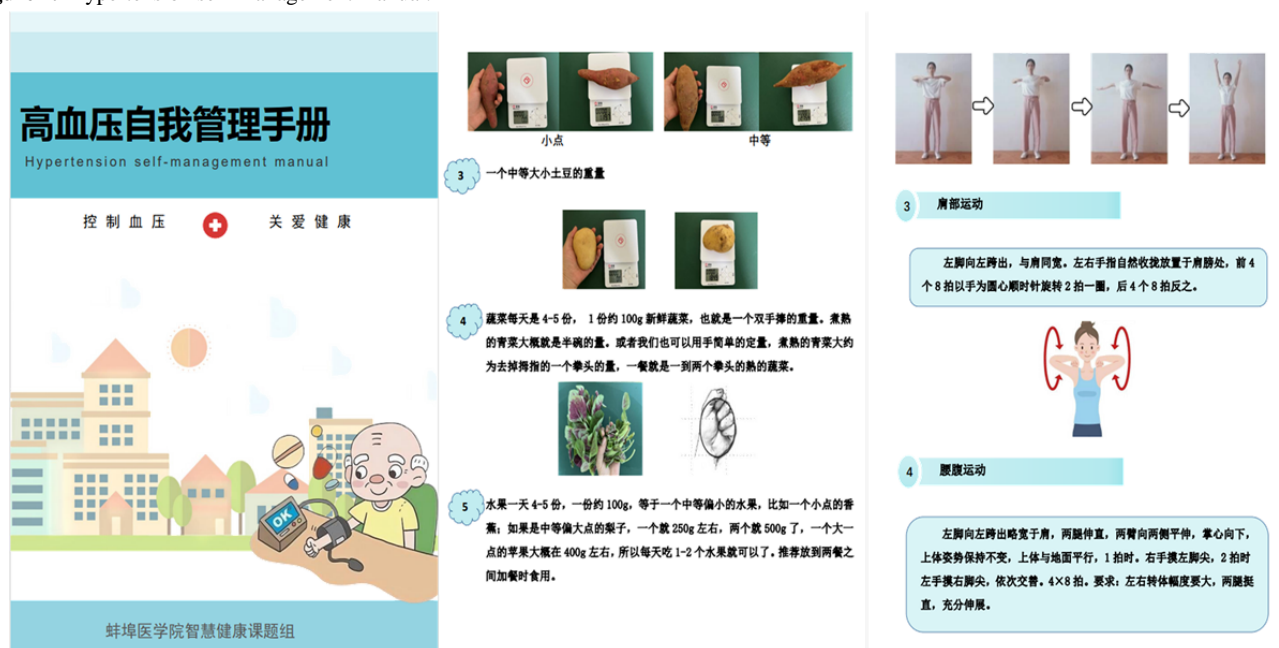 高血压自我管理手册
Hypertension self-management manual
控制血压
关爱健康
OK
蚌埠医学院智慧健康课题组
小点
中等
3
一个中等大小土豆的重量
4
蔬菜每天是4-5份，1份约100g新鲜蔬菜，也就是一个双手捧的重量。煮熟
的青菜大概就是半碗的量。或者我们也可以用手简单的定量，煮熟的青菜大约
为去掉拇指的一个拳头的量，一餐就是一到两个拳头的熟的蔬菜。
5
水果一天4-5份，一份约100g，等于一个中等偏小的水果，比如一个小点的香
蕉；如果是中等偏大点的梨子，一个就250g左右，两个就500g了，一个大一
点的苹果大概在400g左右，所以每天吃1-2个水果就可以了。推荐放到两餐之
间加餐时食用。
3
肩部运动
左脚向左跨出，与肩同宽。左右手指自然收拢放置于肩膀处，前4
个8拍以手为圆心顺时针旋转2拍一圈，后4个8拍反之。
4
腰腹运动
左脚向左跨出略宽于肩，两腿伸直，两臂向两侧平伸，掌心向下，
上体姿势保持不变，上体与地面平行，1拍时。右手摸左脚尖，2拍时
左手摸右脚尖，依次交替。4×8拍。要求：左右转体幅度要大，两腿挺
直，充分伸展。